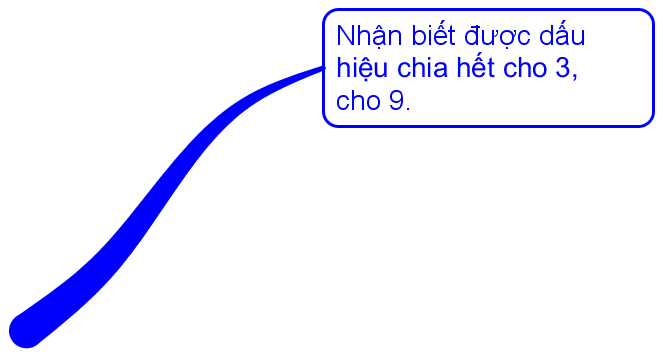 Nhận biết được dấu
hiệu chia hết cho 3,
cho 9.